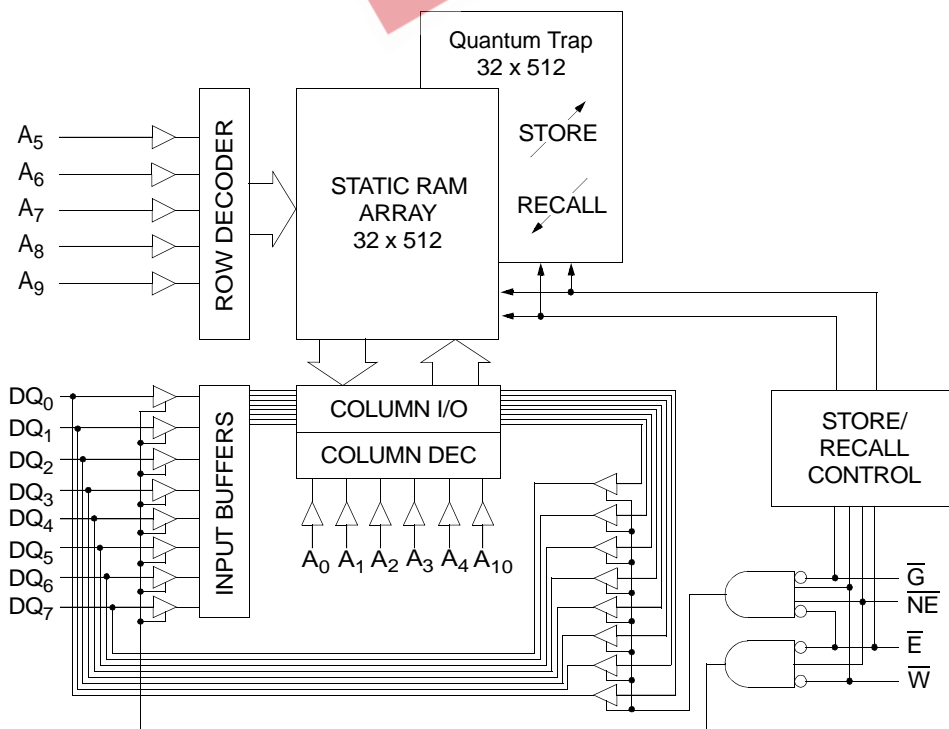 Quantum Trap
32 x 512
STORE
RECALL
A5
A6
A7
A8
A9
ROW DECODER
STATIC RAM
ARRAY
32 x 512
DQ0
DQ1
DQ2
DQ3
DQ4
DQ5
DQ6
DQ7
INPUT BUFFERS
COLUMN I/O
COLUMN DEC
A0 A1 A2 A3 A4 A10
STORE/
RECALL
CONTROL
G̅
N̅E̅
E̅
W̅